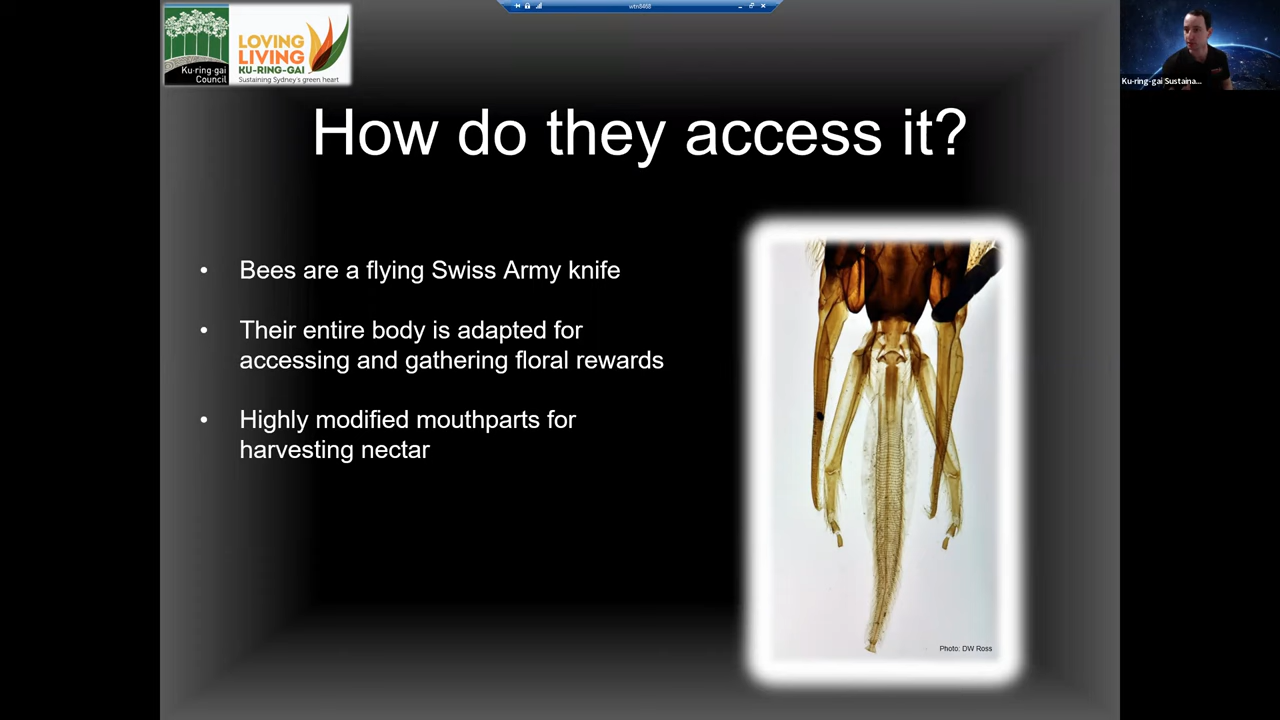 wtn8468
Ku-ring-gai
Council
LOVING
LIVING
KU-RING-GAI
Sustaining Sydney's green heart
Ku-ring-gai Sustaina...
How do they access it?
• Bees are a flying Swiss Army knife
• Their entire body is adapted for
accessing and gathering floral rewards
• Highly modified mouthparts for
harvesting nectar
Photo: DW Ross